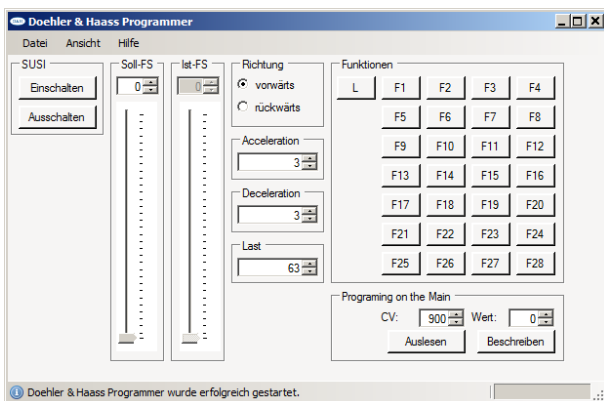 Doehler & Haass Programmer
Datei Ansicht Hilfe
SUSI
Einschalten
Ausschalten
Soll-FS
0
Ist-FS
0
Richtung
vorwärts
rückwärts
Acceleration
3
Deceleration
3
Last
63
Funktionen
L F1 F2 F3 F4
F5 F6 F7 F8
F9 F10 F11 F12
F13 F14 F15 F16
F17 F18 F19 F20
F21 F22 F23 F24
F25 F26 F27 F28
Programing on the Main
CV: 900 Wert: 0
Auslesen Beschreiben
Doehler & Haass Programmer wurde erfolgreich gestartet.